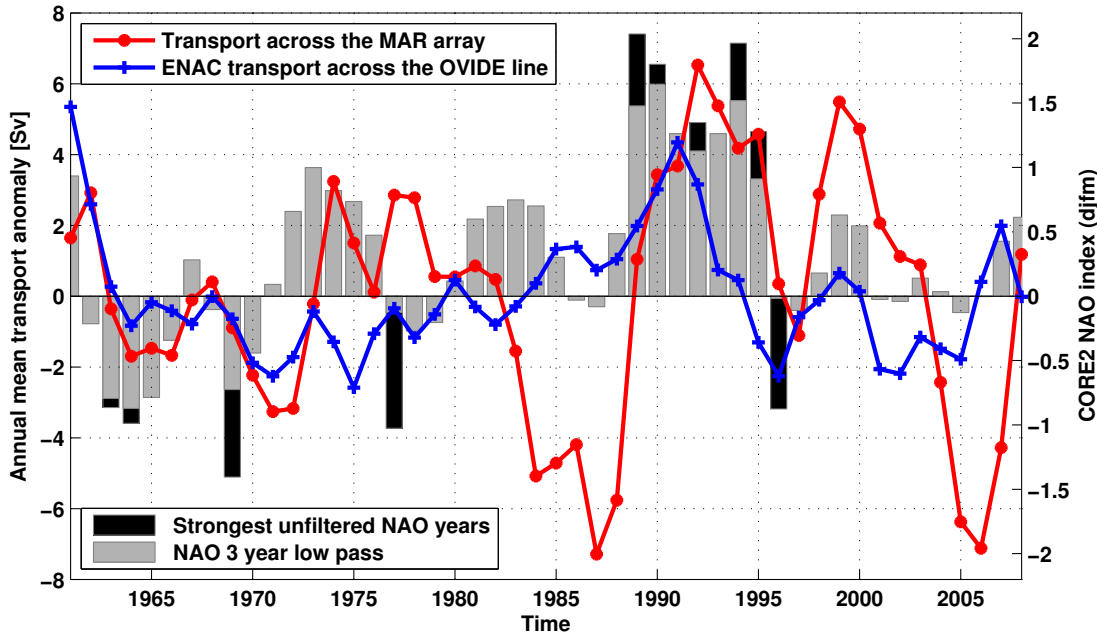 Transport across the MAR array
ENAC transport across the OVIDE line
Annual mean transport anomaly [Sv]
8
6
4
2
0
−2
−4
−6
−8
CORE2 NAO index (djfm)
2
1.5
1
0.5
0
−0.5
−1
−1.5
−2
Strongest unfiltered NAO years
NAO 3 year low pass
1965 1970 1975 1980 1985 1990 1995 2000 2005
Time